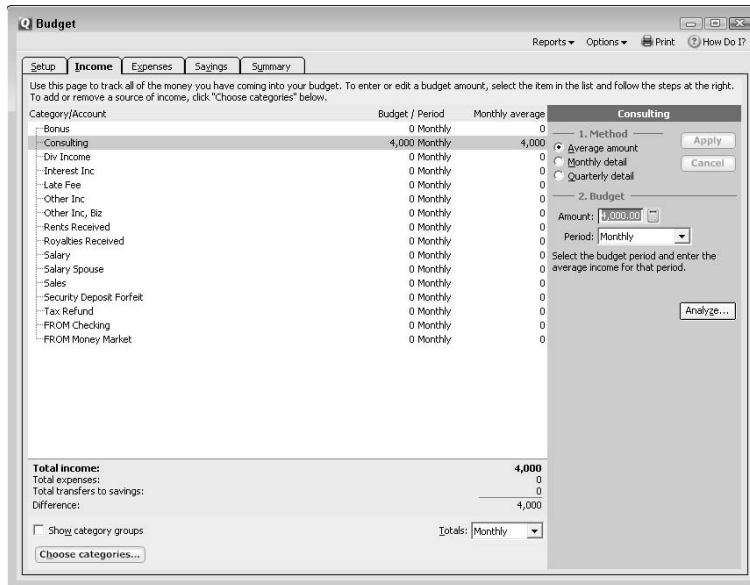 Budget
Reports Options Print How Do I?
Setup Income Expenses Savings Summary
Use this page to track all of the money you have coming into your budget. To enter or edit a budget amount, select the item in the list and follow the steps at the right.
To add or remove a source of income, click "Choose categories" below.
Category/Account Budget / Period Monthly average
Bonus 0 Monthly 0
Consulting 4,000 Monthly 4,000
Div Income 0 Monthly 0
Interest Inc 0 Monthly 0
Late Fee 0 Monthly 0
Other Inc 0 Monthly 0
Other Inc, Biz 0 Monthly 0
Rents Received 0 Monthly 0
Royalties Received 0 Monthly 0
Salary 0 Monthly 0
Salary Spouse 0 Monthly 0
Sales 0 Monthly 0
Security Deposit Forfeit 0 Monthly 0
Tax Refund 0 Monthly 0
FROM Checking 0 Monthly 0
FROM Money Market 0 Monthly 0
Total income: 4,000
Total expenses: 0
Total transfers to savings: 0
Difference: 4,000
Show category groups Totals: Monthly
Choose categories...
Consulting
1. Method
Average amount
Monthly detail
Quarterly detail
Apply
Cancel
2. Budget
Amount: 4,000.00
Period: Monthly
Select the budget period and enter the
average income for that period.
Analyze...